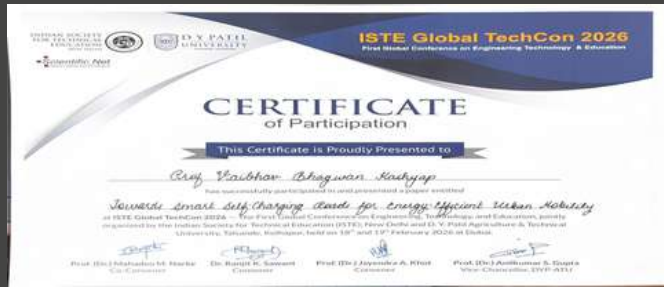 INDIAN SOCIETY
FOR TECHNICAL
EDUCATION
NEW DELHI
D Y PATIL
UNIVERSITY
Scientific.Net
ISTE Global TechCon 2026
First Global Conference on Engineering Technology & Education
CERTIFICATE
of Participation
This Certificate is Proudly Presented to
Prof Vaibhav Bhagwan Kashyap
has successfully participated in and presented a paper entitled
Towards smart Self-Charging Roads for Energy-Efficient Urban Mobility
at ISTE Global TechCon 2026 – The First Global Conference on Engineering, Technology, and Education, jointly
organized by the Indian Society for Technical Education (ISTE), New Delhi and D. Y. Patil Agriculture & Technical
University, Talsande, Kolhapur, held on 18th and 19th February 2026 at Dubai.
Prof. (Dr.) Mahadeo M. Narke
Co-Convener
Dr. Ranjit K. Sawant
Convener
Prof. (Dr.) Jayendra A. Khot
Convener
Prof. (Dr.) Anilkumar S. Gupta
Vice-Chancellor, DYP-ATU